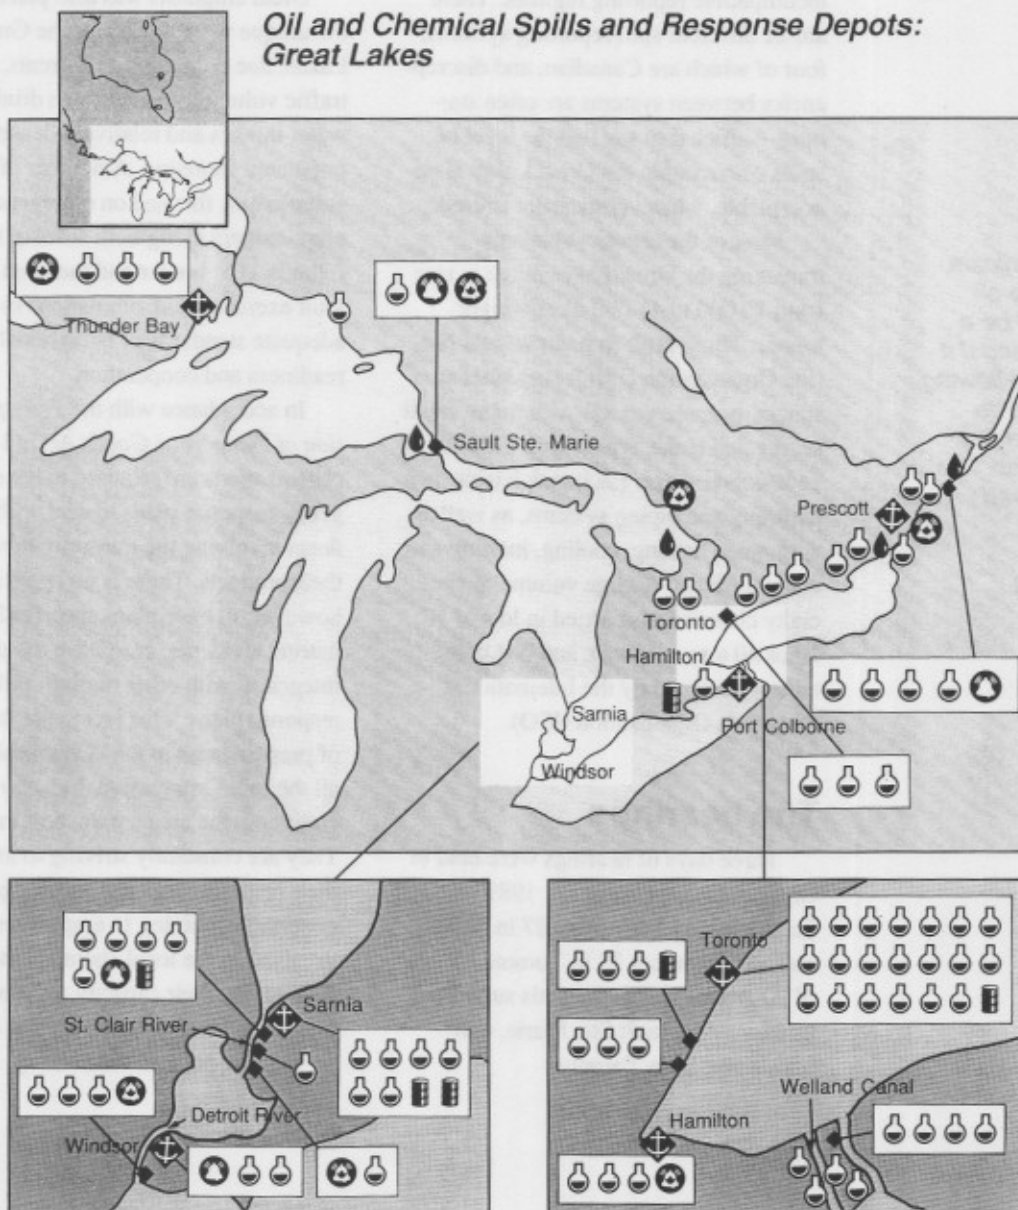 Oil and Chemical Spills and Response Depots:
Great Lakes
Thunder Bay
Sault Ste. Marie
Prescott
Toronto
Hamilton
Port Colborne
Sarnia
Windsor
Toronto
Sarnia
St. Clair River
Welland Canal
Detroit River
Hamilton
Windsor